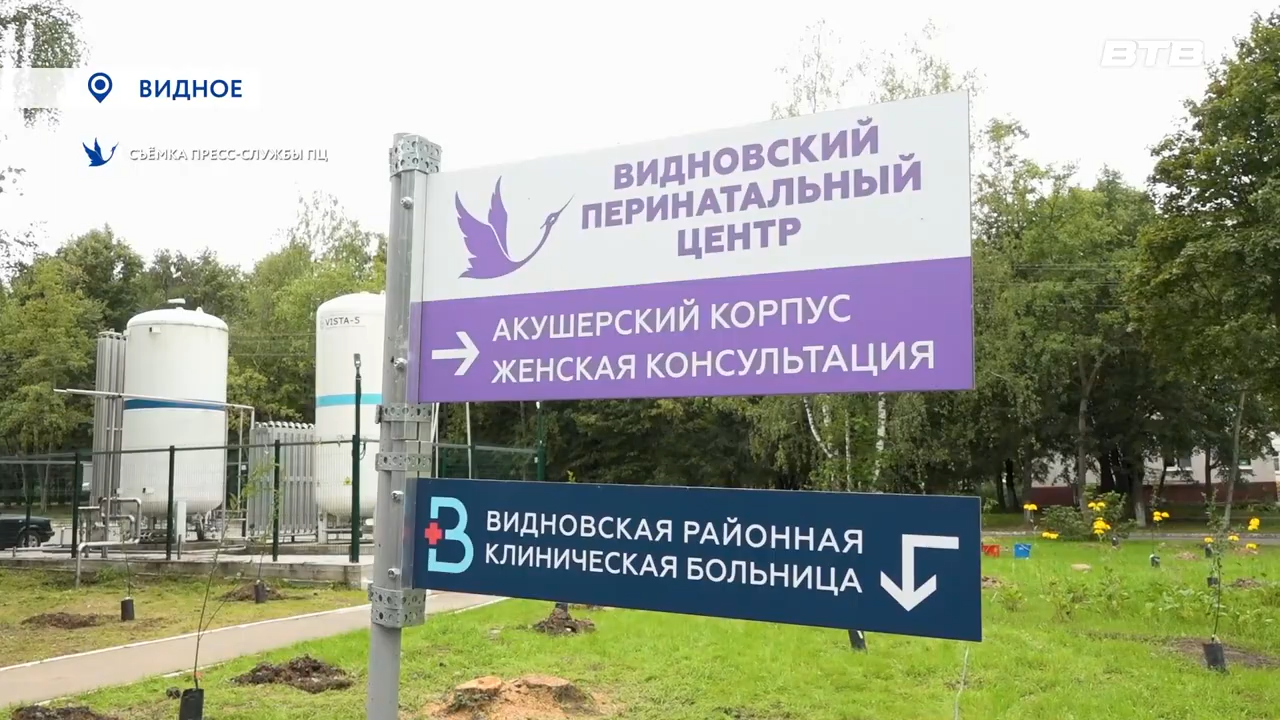 ВТВ
ВИДНОЕ
СЪЁМКА ПРЕСС-СЛУЖБЫ ПЦ
ВИДНОВСКИЙ
ПЕРИНАТАЛЬНЫЙ
ЦЕНТР
АКУШЕРСКИЙ КОРПУС
ЖЕНСКАЯ КОНСУЛЬТАЦИЯ
VISTA-5
В ВИДНОВСКАЯ РАЙОННАЯ
КЛИНИЧЕСКАЯ БОЛЬНИЦА